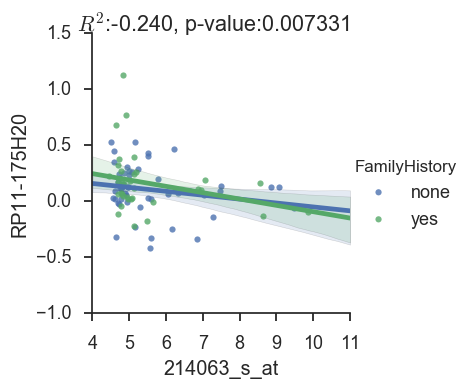 R²:-0.240, p-value:0.007331
1.5
1.0
0.5
0.0
−0.5
−1.0
RP11-175H20
4 5 6 7 8 9 10 11
214063_s_at
FamilyHistory
none
yes